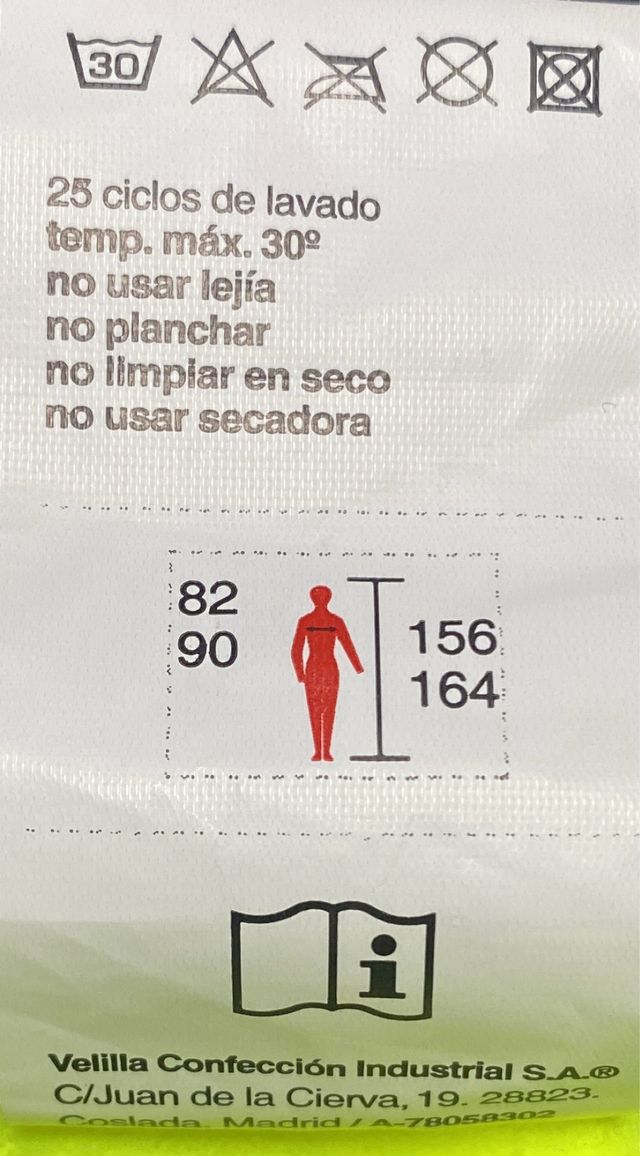 30
25 ciclos de lavado
temp. máx. 30º
no usar lejía
no planchar
no limpiar en seco
no usar secadora
82
90
156
164
i
Velilla Confección Industrial S.A.®
C/Juan de la Cierva, 19. 28823.
Coslada. Madrid / A-78058302